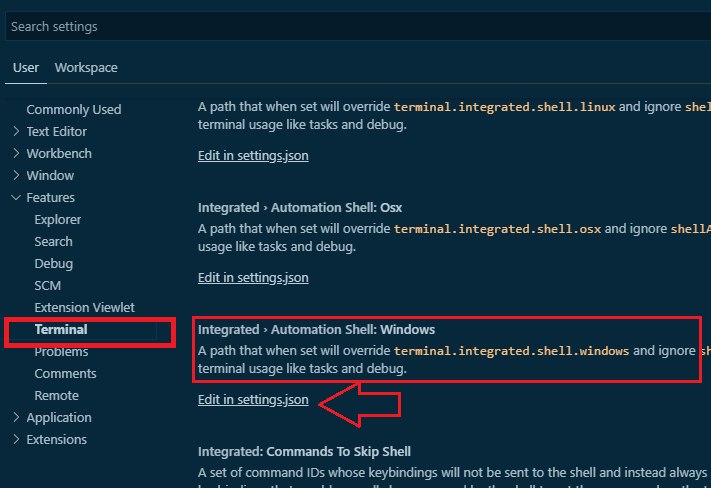 Search settings
User Workspace
Commonly Used
Text Editor
Workbench
Window
Features
Explorer
Search
Debug
SCM
Extension Viewlet
Terminal
Problems
Comments
Remote
Application
Extensions
A path that when set will override terminal.integrated.shell.linux and ignore shel
terminal usage like tasks and debug.
Edit in settings.json
Integrated › Automation Shell: Osx
A path that when set will override terminal.integrated.shell.osx and ignore shellA
usage like tasks and debug.
Edit in settings.json
Integrated › Automation Shell: Windows
A path that when set will override terminal.integrated.shell.windows and ignore sh
terminal usage like tasks and debug.
Edit in settings.json
Integrated: Commands To Skip Shell
A set of command IDs whose keybindings will not be sent to the shell and instead always